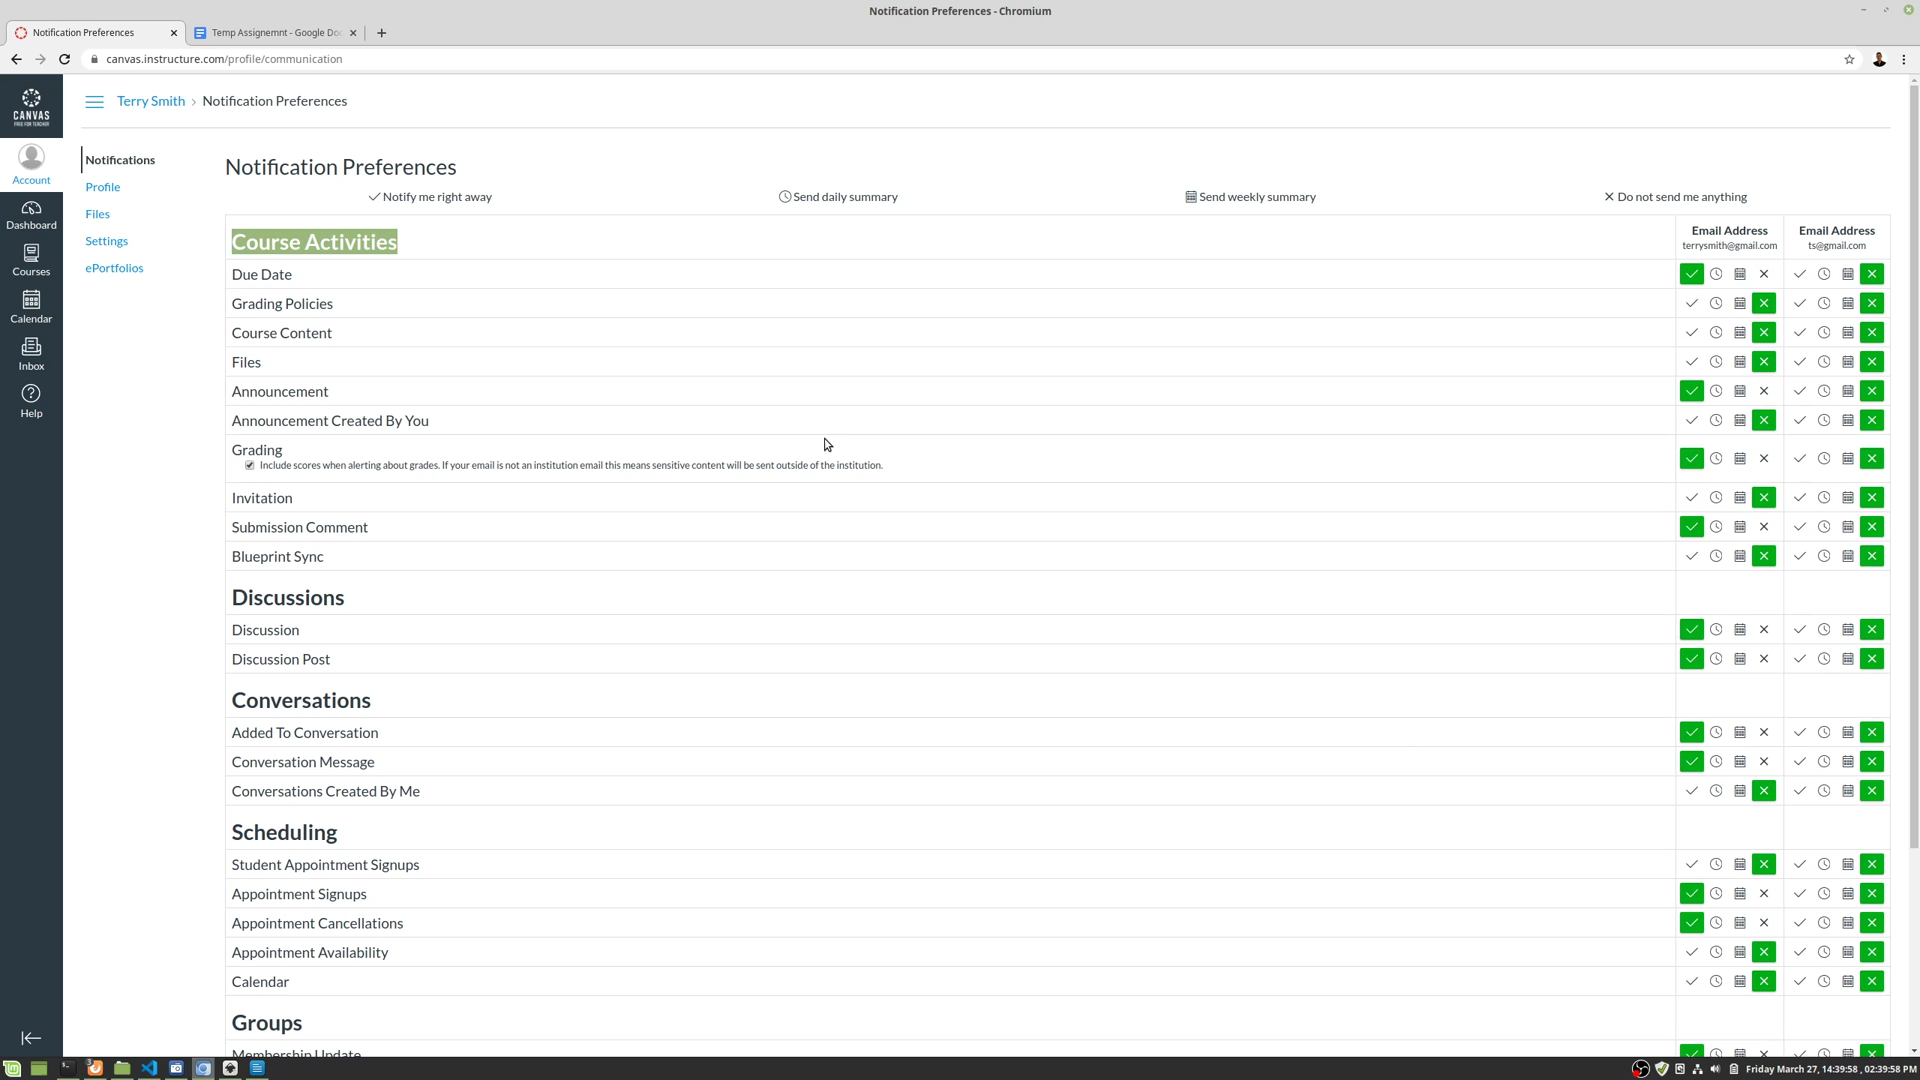 Notification Preferences - Chromium
Notification Preferences
Temp Assignemnt - Google Doc
canvas.instructure.com/profile/communication
CANVAS
FREE FOR TEACHER
Account
Dashboard
Courses
Calendar
Inbox
Help
Terry Smith › Notification Preferences
Notifications
Profile
Files
Settings
ePortfolios
Notification Preferences
Notify me right away Send daily summary Send weekly summary Do not send me anything
Course Activities
Email Address
terrysmith@gmail.com
Email Address
ts@gmail.com
Due Date
Grading Policies
Course Content
Files
Announcement
Announcement Created By You
Grading
Include scores when alerting about grades. If your email is not an institution email this means sensitive content will be sent outside of the institution.
Invitation
Submission Comment
Blueprint Sync
Discussions
Discussion
Discussion Post
Conversations
Added To Conversation
Conversation Message
Conversations Created By Me
Scheduling
Student Appointment Signups
Appointment Signups
Appointment Cancellations
Appointment Availability
Calendar
Groups
Membership Update
3
Friday March 27, 14:39:58 , 02:39:58 PM